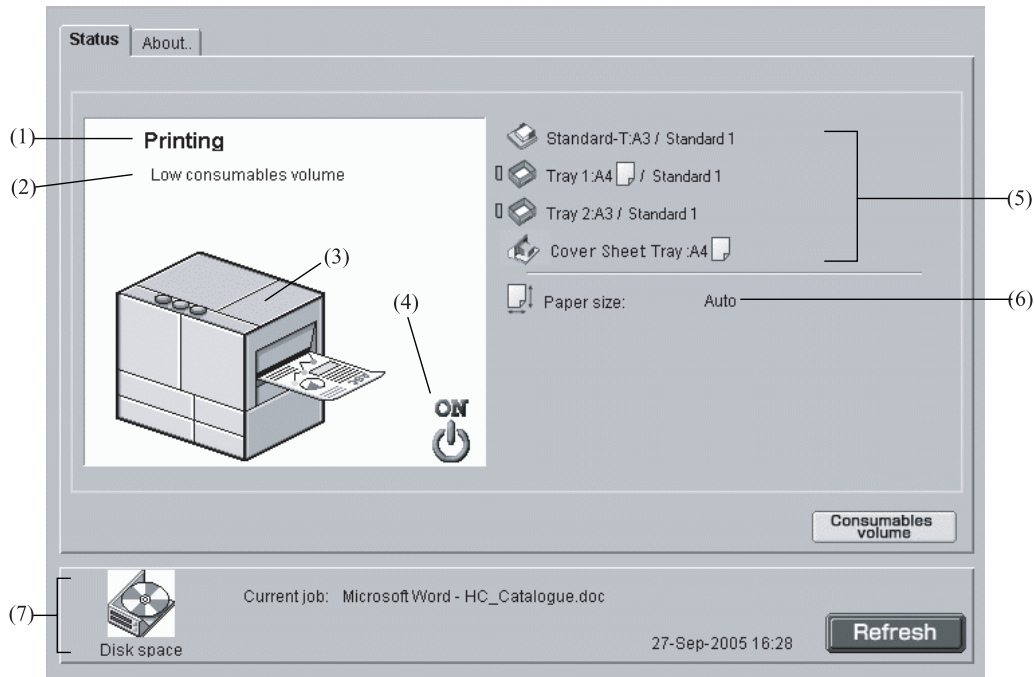 Status
About..
(1)
Printing
(2)
Low consumables volume
(3)
(4)
ON
Standard-T:A3 / Standard 1
Tray 1:A4 / Standard 1
Tray 2:A3 / Standard 1
Cover Sheet Tray :A4
(5)
Paper size: Auto
(6)
Consumables
volume
(7)
Current job: Microsoft Word - HC_Catalogue.doc
Disk space
27-Sep-2005 16:28
Refresh